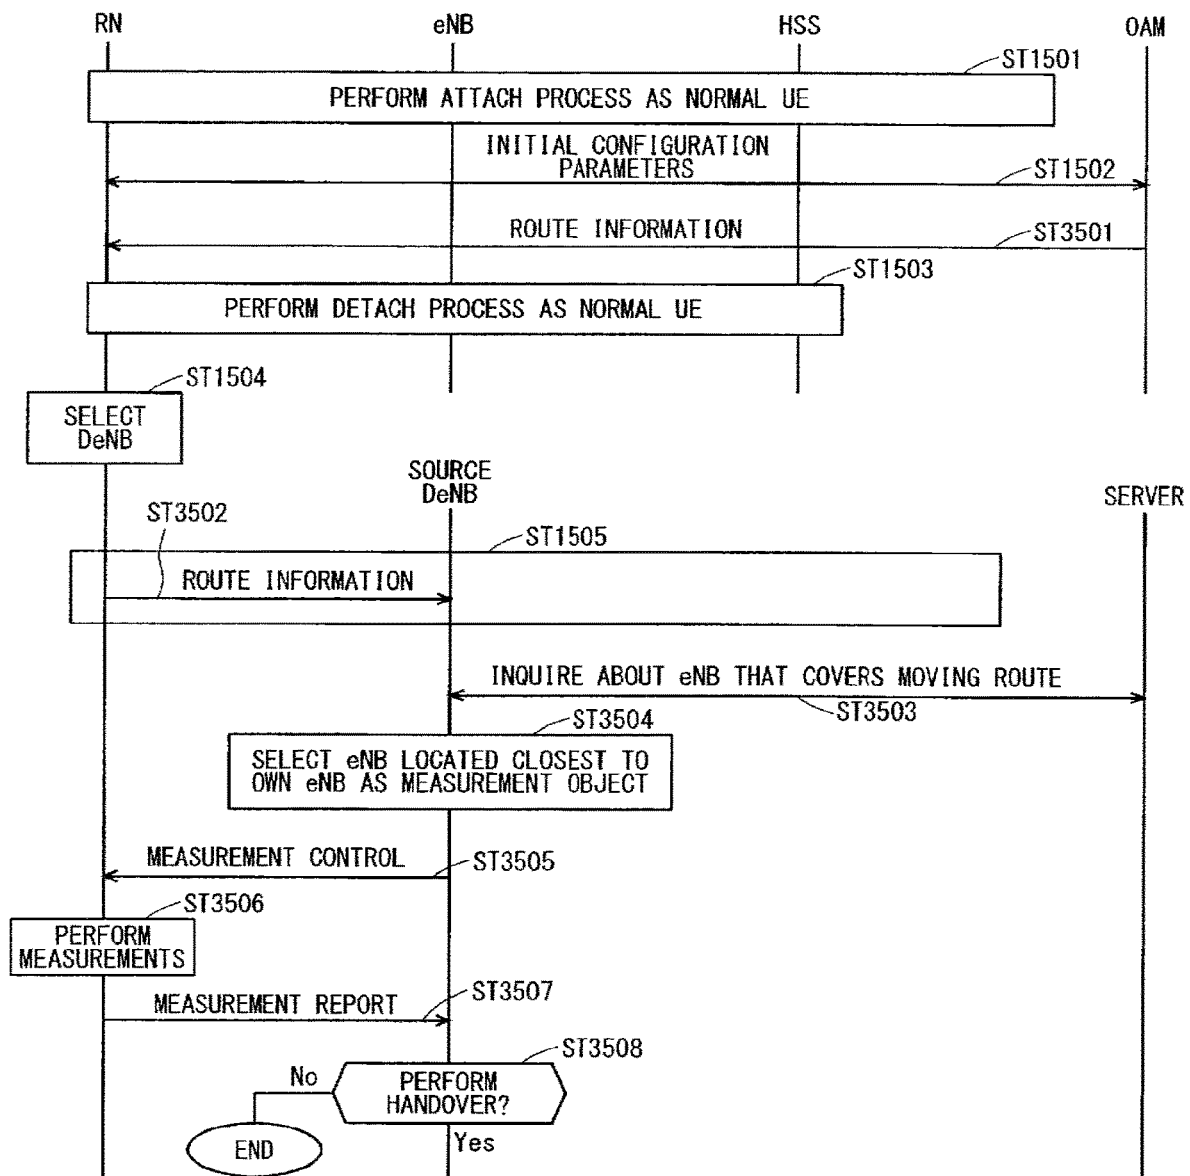 RN
eNB
HSS
OAM
ST1501
PERFORM ATTACH PROCESS AS NORMAL UE
INITIAL CONFIGURATION
PARAMETERS
ST1502
ROUTE INFORMATION
ST3501
ST1503
PERFORM DETACH PROCESS AS NORMAL UE
ST1504
SELECT
DeNB
SOURCE
DeNB
SERVER
ST3502
ST1505
ROUTE INFORMATION
INQUIRE ABOUT eNB THAT COVERS MOVING ROUTE
ST3503
ST3504
SELECT eNB LOCATED CLOSEST TO
OWN eNB AS MEASUREMENT OBJECT
MEASUREMENT CONTROL
ST3505
ST3506
PERFORM
MEASUREMENTS
MEASUREMENT REPORT
ST3507
ST3508
No
PERFORM
HANDOVER?
END
Yes